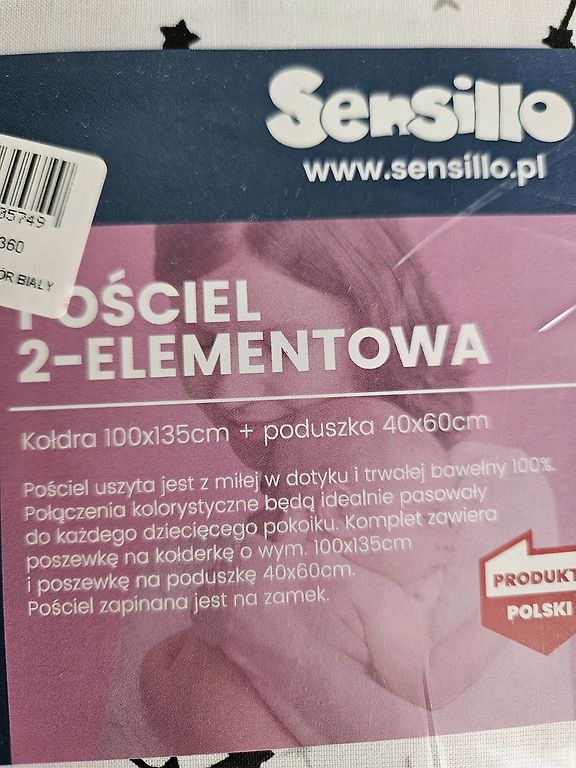 Sensillo
www.sensillo.pl
05749
360
ÓR BIAŁY
POŚCIEL
2-ELEMENTOWA
Kołdra 100x135cm + poduszka 40x60cm
Pościel uszyta jest z miłej w dotyku i trwałej bawełny 100%.
Połączenia kolorystyczne będą idealnie pasowały
do każdego dziecięcego pokoiku. Komplet zawiera
poszewkę na kołderkę o wym. 100x135cm
i poszewkę na poduszkę 40x60cm.
Pościel zapinana jest na zamek.
PRODUKT
POLSKI